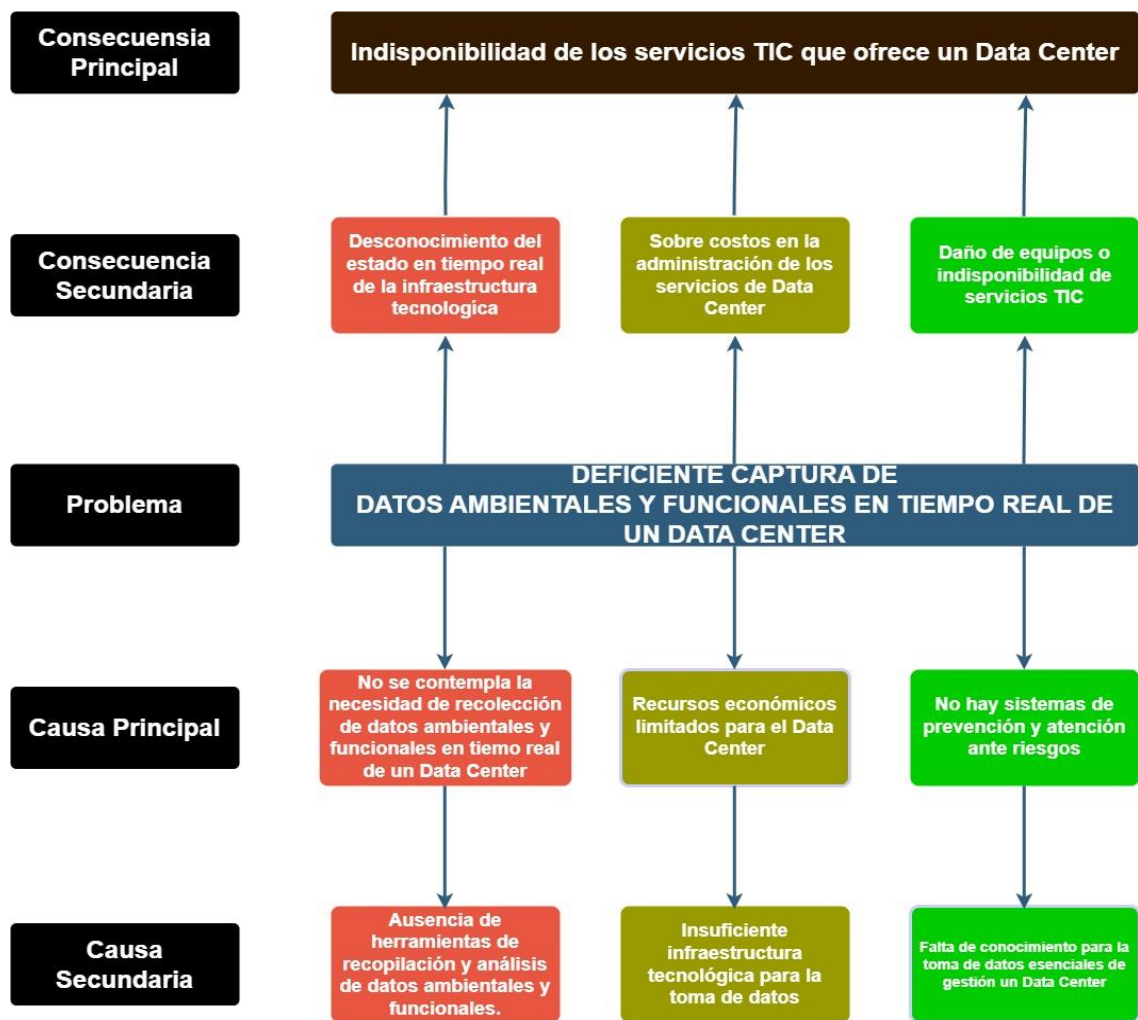 Consecuensia
Principal
Indisponibilidad de los servicios TIC que ofrece un Data Center
Consecuencia
Secundaria
Desconocimiento del
estado en tiempo real
de la infraestructura
tecnologíca
Sobre costos en la
administración de los
servicios de Data
Center
Daño de equipos o
indisponibilidad de
servicios TIC
Problema
DEFICIENTE CAPTURA DE
DATOS AMBIENTALES Y FUNCIONALES EN TIEMPO REAL DE
UN DATA CENTER
Causa Principal
No se contempla la
necesidad de recolección
de datos ambientales y
funcionales en tiemo real
de un Data Center
Recursos económicos
limitados para el Data
Center
No hay sistemas de
prevención y atención
ante riesgos
Causa
Secundaria
Ausencia de
herramientas de
recopilación y análisis
de datos ambientales y
funcionales.
Insuficiente
infraestructura
tecnológica para la
toma de datos
Falta de conocimiento para la
toma de datos esenciales de
gestión un Data Center